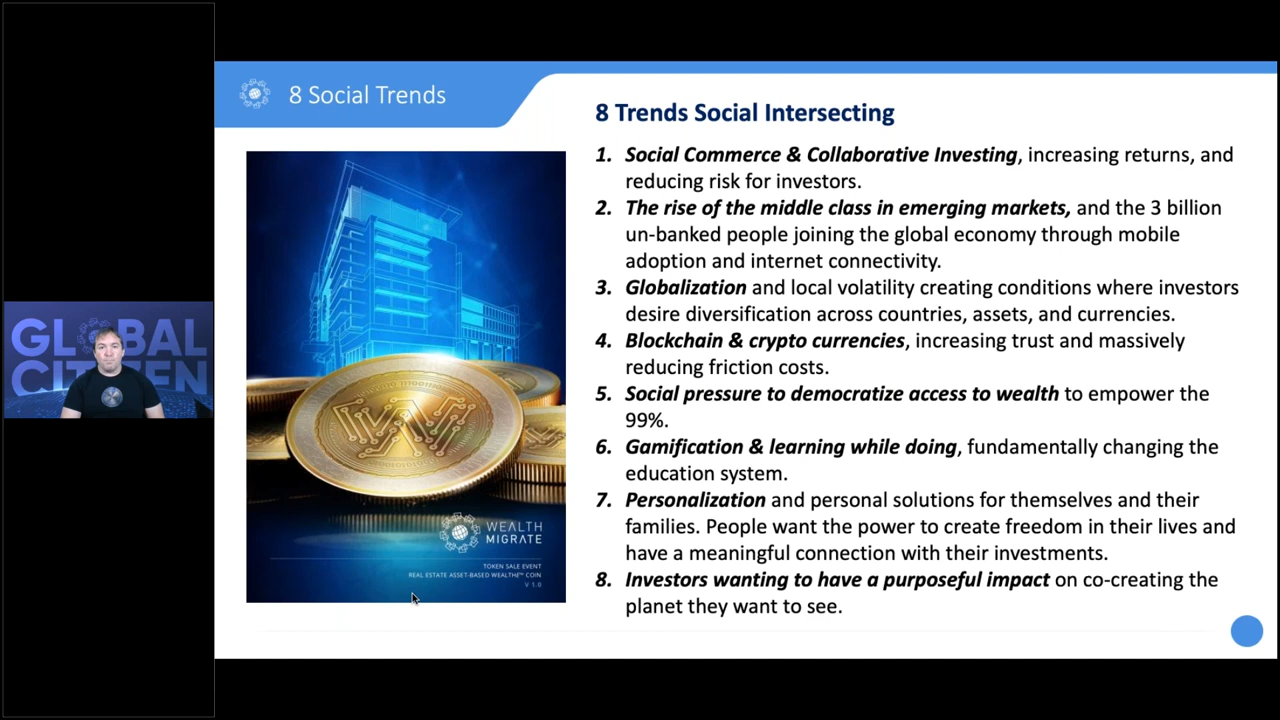 8 Social Trends
8 Trends Social Intersecting
1. Social Commerce & Collaborative Investing, increasing returns, and
reducing risk for investors.
2. The rise of the middle class in emerging markets, and the 3 billion
un-banked people joining the global economy through mobile
adoption and internet connectivity.
3. Globalization and local volatility creating conditions where investors
desire diversification across countries, assets, and currencies.
4. Blockchain & crypto currencies, increasing trust and massively
reducing friction costs.
5. Social pressure to democratize access to wealth to empower the
99%.
6. Gamification & learning while doing, fundamentally changing the
education system.
7. Personalization and personal solutions for themselves and their
families. People want the power to create freedom in their lives and
have a meaningful connection with their investments.
8. Investors wanting to have a purposeful impact on co-creating the
planet they want to see.
WEALTH
MIGRATE
TOKEN SALE EVENT
REAL ESTATE ASSET-BASED WEALTHE™ COIN
V 1.0
GLOBAL
CITIZEN